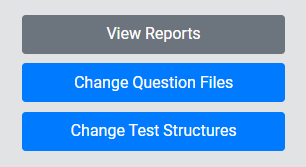 View Reports
Change Question Files
Change Test Structures